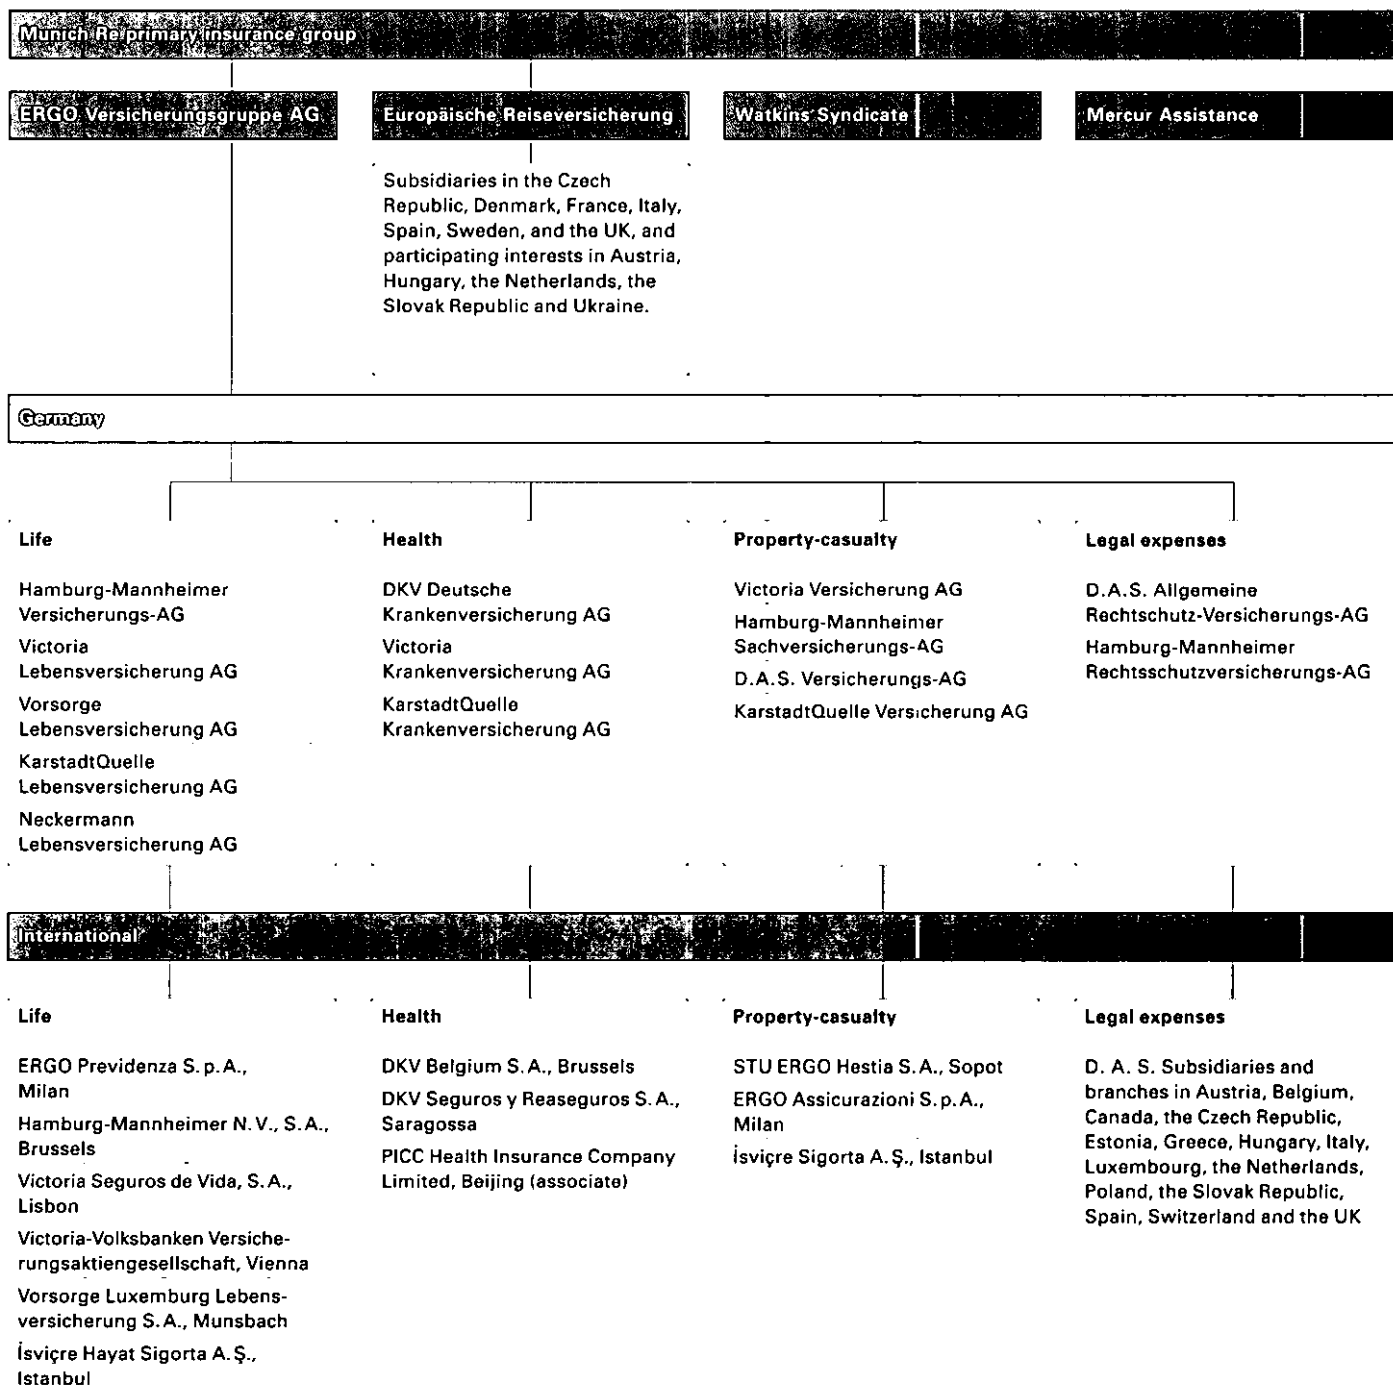 Munich Re primary insurance group
ERGO Versicherungsgruppe AG
Europäische Reiseversicherung
Watkins Syndicate
Mercur Assistance
Subsidiaries in the Czech
Republic, Denmark, France, Italy,
Spain, Sweden, and the UK, and
participating interests in Austria,
Hungary, the Netherlands, the
Slovak Republic and Ukraine.
Germany
Life
Hamburg-Mannheimer
Versicherungs-AG
Victoria
Lebensversicherung AG
Vorsorge
Lebensversicherung AG
KarstadtQuelle
Lebensversicherung AG
Neckermann
Lebensversicherung AG
Health
DKV Deutsche
Krankenversicherung AG
Victoria
Krankenversicherung AG
KarstadtQuelle
Krankenversicherung AG
Property-casualty
Victoria Versicherung AG
Hamburg-Mannheimer
Sachversicherungs-AG
D.A.S. Versicherungs-AG
KarstadtQuelle Versicherung AG
Legal expenses
D.A.S. Allgemeine
Rechtschutz-Versicherungs-AG
Hamburg-Mannheimer
Rechtsschutzversicherungs-AG
International
Life
ERGO Previdenza S. p. A.,
Milan
Hamburg-Mannheimer N. V., S. A.,
Brussels
Victoria Seguros de Vida, S. A.,
Lisbon
Victoria-Volksbanken Versiche-
rungsaktiengesellschaft, Vienna
Vorsorge Luxemburg Lebens-
versicherung S. A., Munsbach
İsviçre Hayat Sigorta A. Ş.,
Istanbul
Health
DKV Belgium S. A., Brussels
DKV Seguros y Reaseguros S. A.,
Saragossa
PICC Health Insurance Company
Limited, Beijing (associate)
Property-casualty
STU ERGO Hestia S. A., Sopot
ERGO Assicurazioni S. p. A.,
Milan
İsviçre Sigorta A. Ş., Istanbul
Legal expenses
D. A. S. Subsidiaries and
branches in Austria, Belgium,
Canada, the Czech Republic,
Estonia, Greece, Hungary, Italy,
Luxembourg, the Netherlands,
Poland, the Slovak Republic,
Spain, Switzerland and the UK